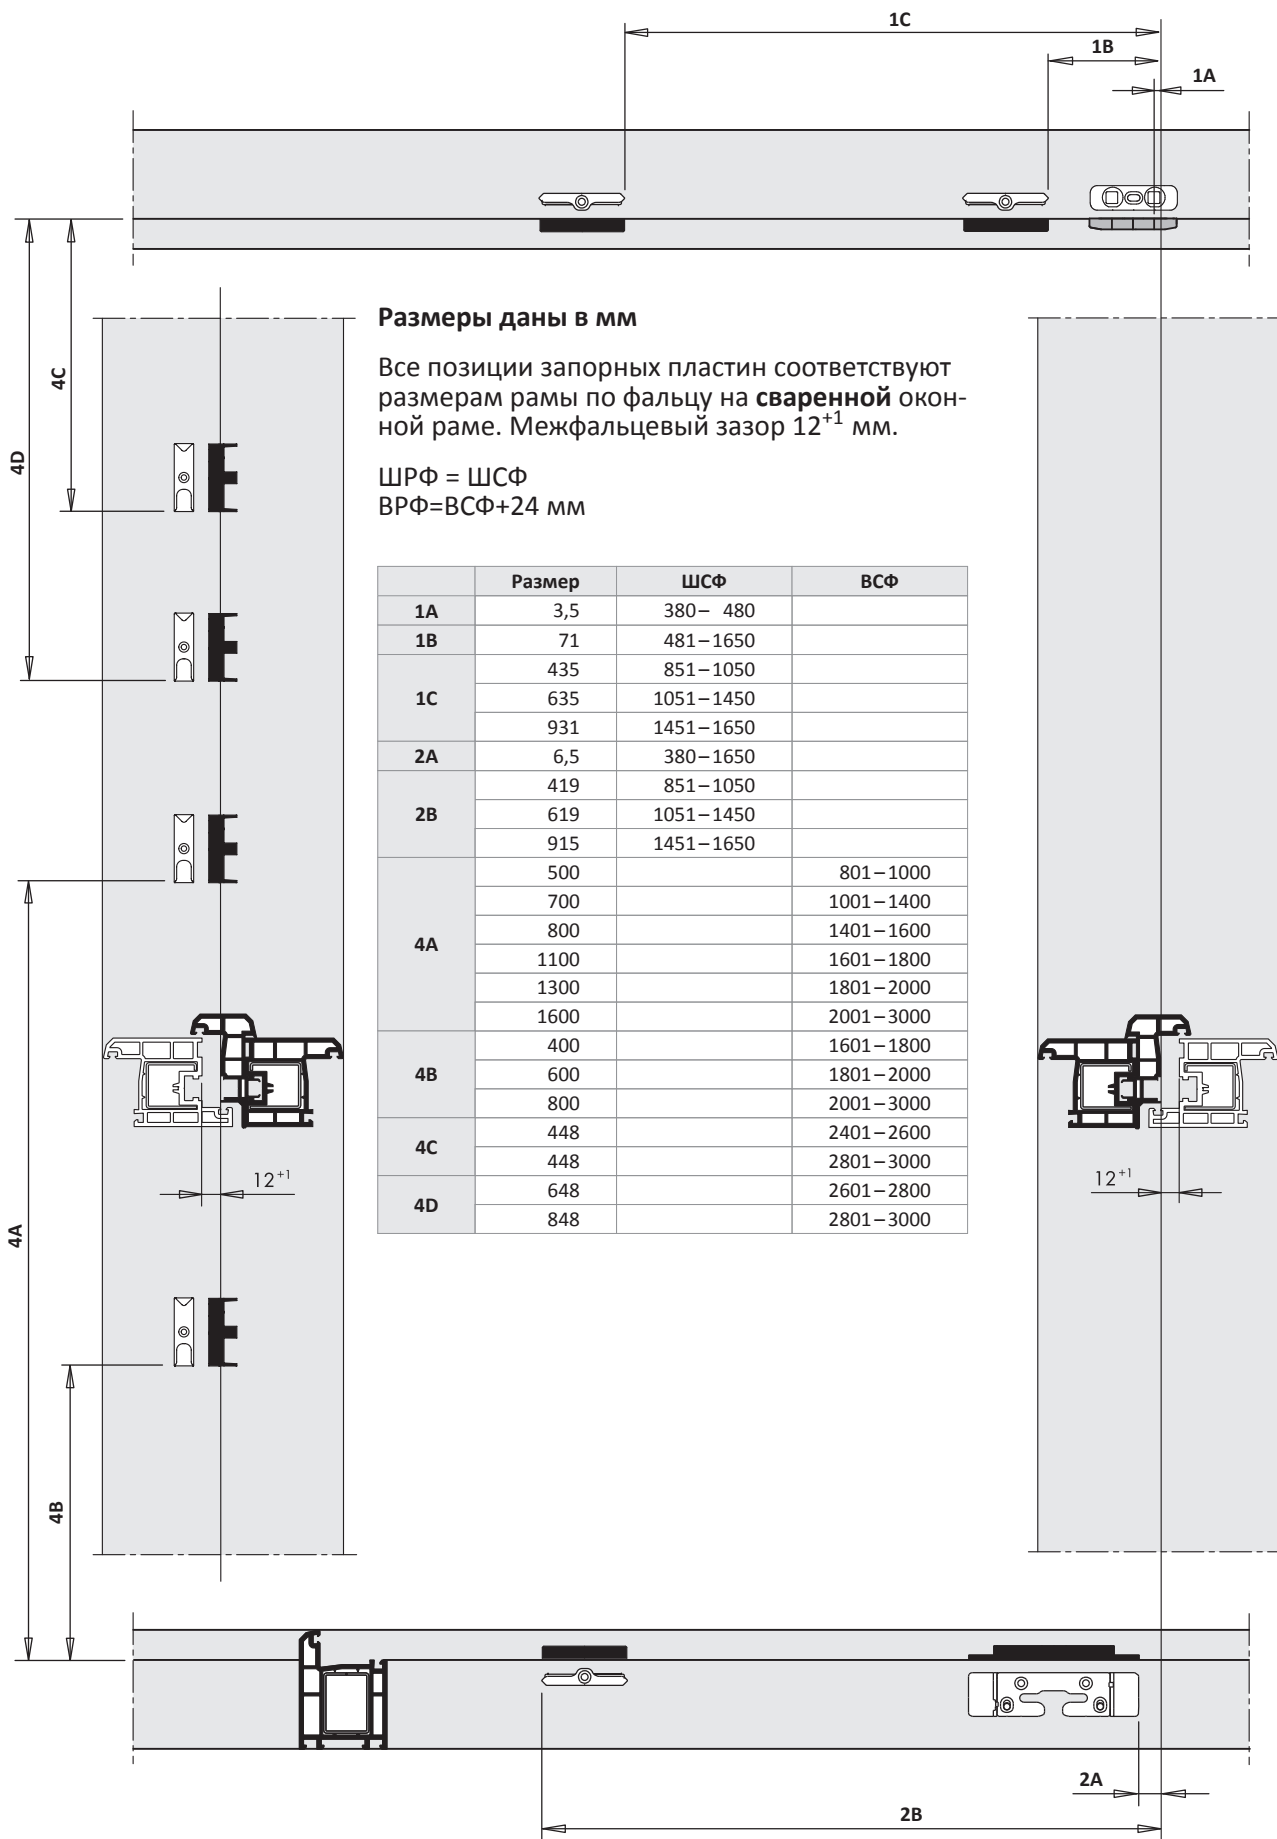 1C
1B
1A
4C
4D
Размеры даны в мм
Все позиции запорных пластин соответствуют
размерам рамы по фальцу на сваренной окон-
ной раме. Межфальцевый зазор 12+1 мм.
ШРФ = ШСФ
ВРФ=ВСФ+24 мм
Размер ШСФ ВСФ
1A 3,5 380– 480
1B 71 481–1650
435 851–1050
1C 635 1051–1450
931 1451–1650
2A 6,5 380–1650
419 851–1050
2B 619 1051–1450
915 1451–1650
500 801–1000
700 1001–1400
4A 800 1401–1600
1100 1601–1800
1300 1801–2000
1600 2001–3000
400 1601–1800
4B 600 1801–2000
800 2001–3000
4C 448 2401–2600
448 2801–3000
4D 648 2601–2800
848 2801–3000
12+1
12+1
4A
4B
2A
2B